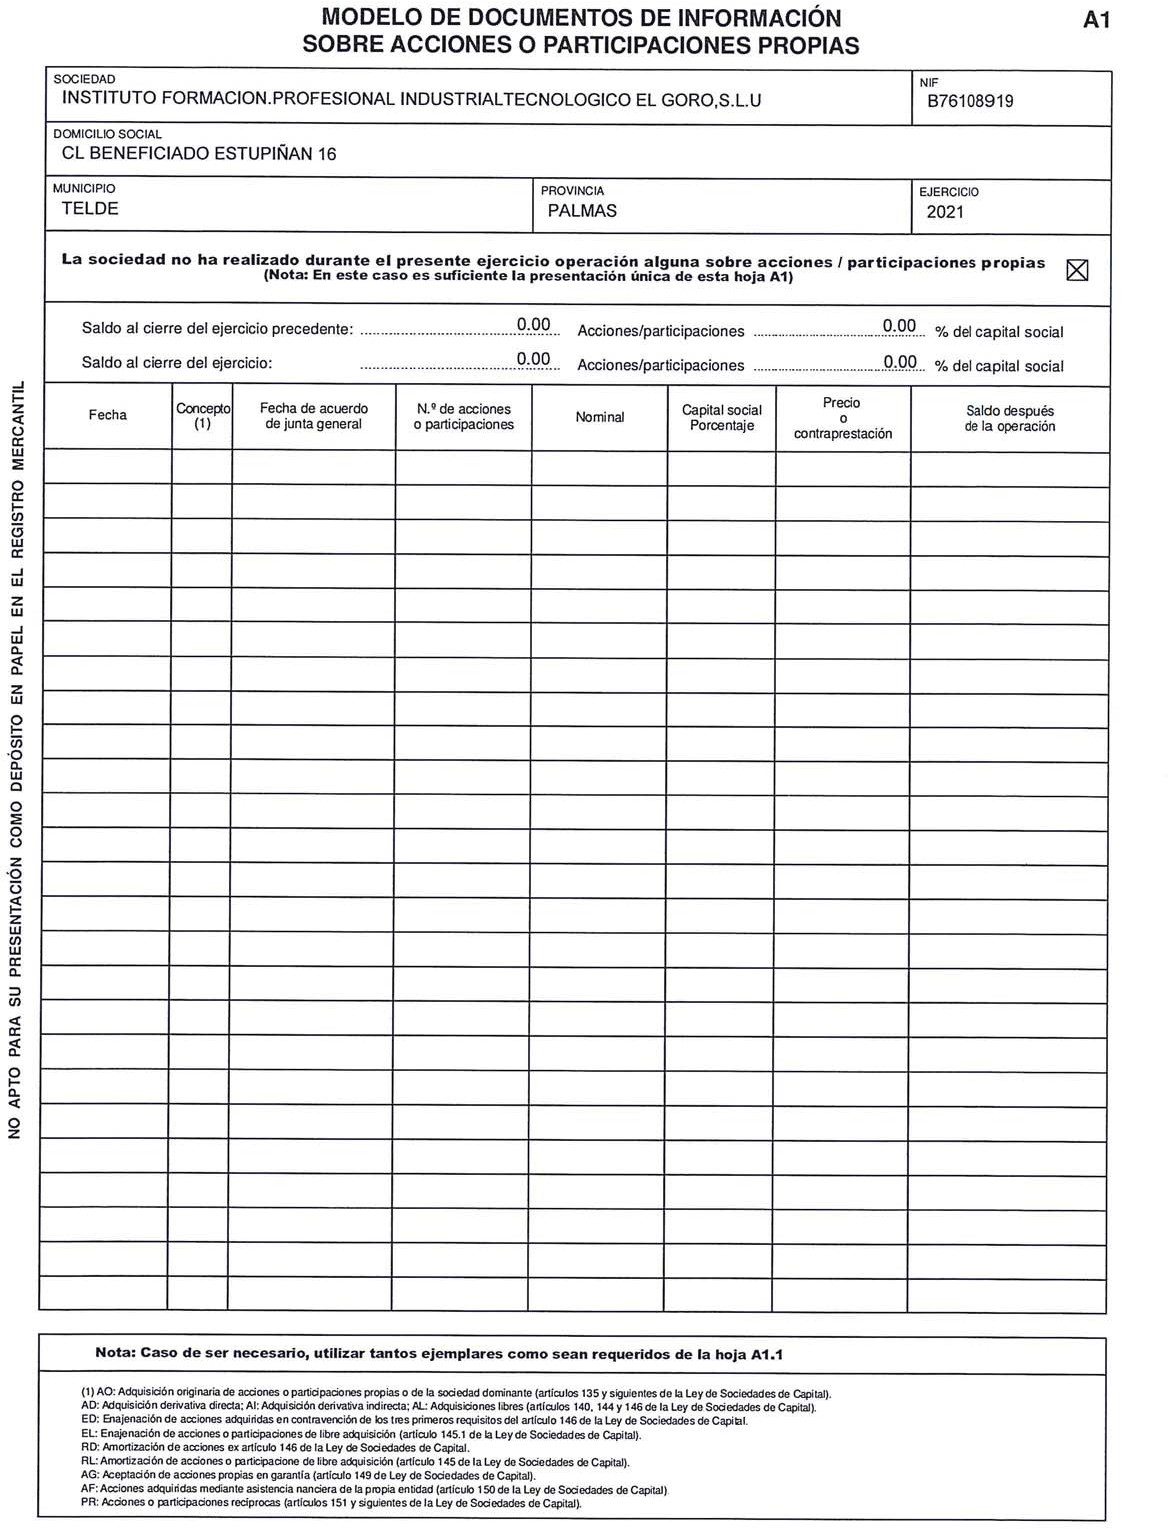 MODELO DE DOCUMENTOS DE INFORMACIÓN
SOBRE ACCIONES O PARTICIPACIONES PROPIAS
A1
SOCIEDAD
INSTITUTO FORMACION.PROFESIONAL INDUSTRIALTECNOLOGICO EL GORO,S.L.U
NIF
B76108919
DOMICILIO SOCIAL
CL BENEFICIADO ESTUPIÑAN 16
MUNICIPIO
TELDE
PROVINCIA
PALMAS
EJERCICIO
2021
La sociedad no ha realizado durante el presente ejercicio operación alguna sobre acciones / participaciones propias
(Nota: En este caso es suficiente la presentación única de esta hoja A1)
Saldo al cierre del ejercicio precedente: 0.00 Acciones/participaciones 0.00 % del capital social
Saldo al cierre del ejercicio: 0.00 Acciones/participaciones 0.00 % del capital social
Fecha
Concepto
(1)
Fecha de acuerdo
de junta general
N.º de acciones
o participaciones
Nominal
Capital social
Porcentaje
Precio
o
contraprestación
Saldo después
de la operación
NO APTO PARA SU PRESENTACIÓN COMO DEPÓSITO EN PAPEL EN EL REGISTRO MERCANTIL
Nota: Caso de ser necesario, utilizar tantos ejemplares como sean requeridos de la hoja A1.1
(1) AO: Adquisición originaria de acciones o participaciones propias o de la sociedad dominante (artículos 135 y siguientes de la Ley de Sociedades de Capital).
AD: Adquisición derivativa directa; AI: Adquisición derivativa indirecta; AL: Adquisiciones libres (artículos 140, 144 y 146 de la Ley de Sociedades de Capital).
ED: Enajenación de acciones adquiridas en contravención de los tres primeros requisitos del artículo 146 de la Ley de Sociedades de Capital.
EL: Enajenación de acciones o participaciones de libre adquisición (artículo 145.1 de la Ley de Sociedades de Capital).
RD: Amortización de acciones ex artículo 146 de la Ley de Sociedades de Capital.
RL: Amortización de acciones o participacione de libre adquisición (artículo 145 de la Ley de Sociedades de Capital).
AG: Aceptación de acciones propias en garantía (artículo 149 de Ley de Sociedades de Capital).
AF: Acciones adquiridas mediante asistencia nanciera de la propia entidad (artículo 150 de la Ley de Sociedades de Capital)
PR: Acciones o participaciones recíprocas (artículos 151 y siguientes de la Ley de Sociedades de Capital).